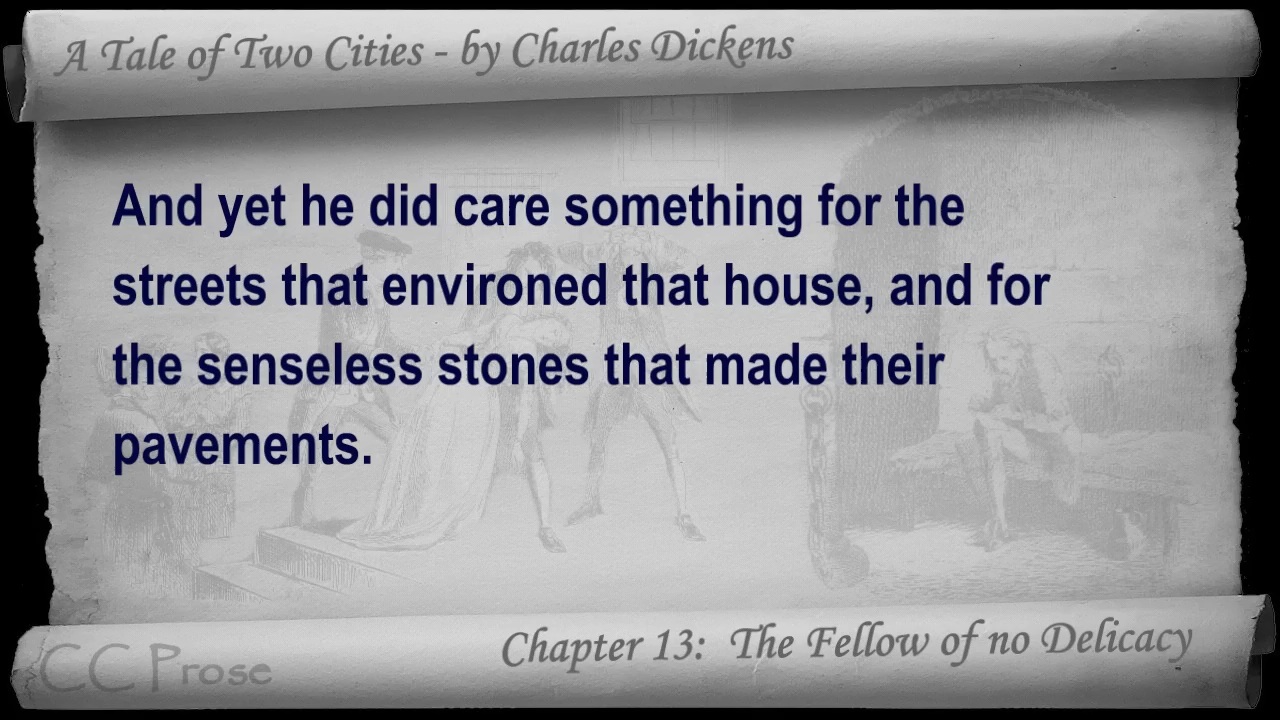 A Tale of Two Cities - by Charles Dickens
And yet he did care something for the
streets that environed that house, and for
the senseless stones that made their
pavements.
Chapter 13: The Fellow of no Delicacy
CC Prose